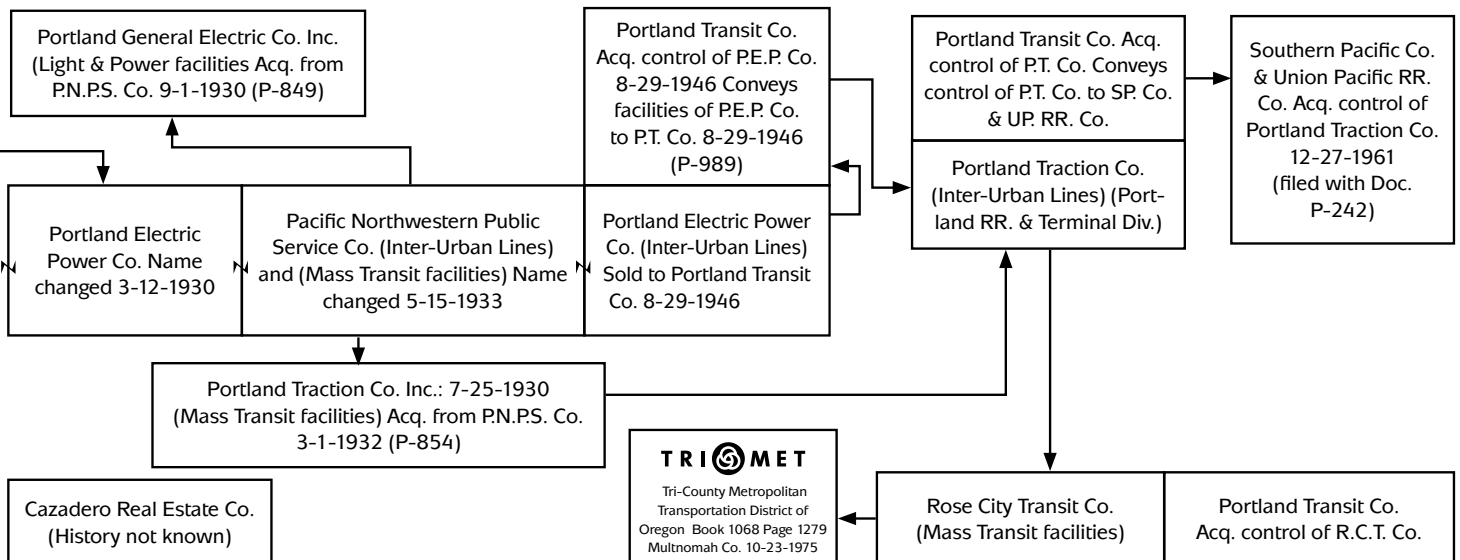 Portland General Electric Co. Inc.
(Light & Power facilities Acq. from
P.N.P.S. Co. 9-1-1930 (P-849)
Portland Transit Co.
Acq. control of P.E.P. Co.
8-29-1946 Conveys
facilities of P.E.P. Co.
to P.T. Co. 8-29-1946
(P-989)
Portland Transit Co. Acq.
control of P.T. Co. Conveys
control of P.T. Co. to SP. Co.
& UP. RR. Co.
Southern Pacific Co.
& Union Pacific RR.
Co. Acq. control of
Portland Traction Co.
12-27-1961
(filed with Doc.
P-242)
Portland Traction Co.
(Inter-Urban Lines) (Port-
land RR. & Terminal Div.)
Portland Electric
Power Co. Name
changed 3-12-1930
Pacific Northwestern Public
Service Co. (Inter-Urban Lines)
and (Mass Transit facilities) Name
changed 5-15-1933
Portland Electric Power
Co. (Inter-Urban Lines)
Sold to Portland Transit
Co. 8-29-1946
Portland Traction Co. Inc.: 7-25-1930
(Mass Transit facilities) Acq. from P.N.P.S. Co.
3-1-1932 (P-854)
Cazadero Real Estate Co.
(History not known)
TRI MET
Tri-County Metropolitan
Transportation District of
Oregon Book 1068 Page 1279
Multnomah Co. 10-23-1975
Rose City Transit Co.
(Mass Transit facilities)
Portland Transit Co.
Acq. control of R.C.T. Co.